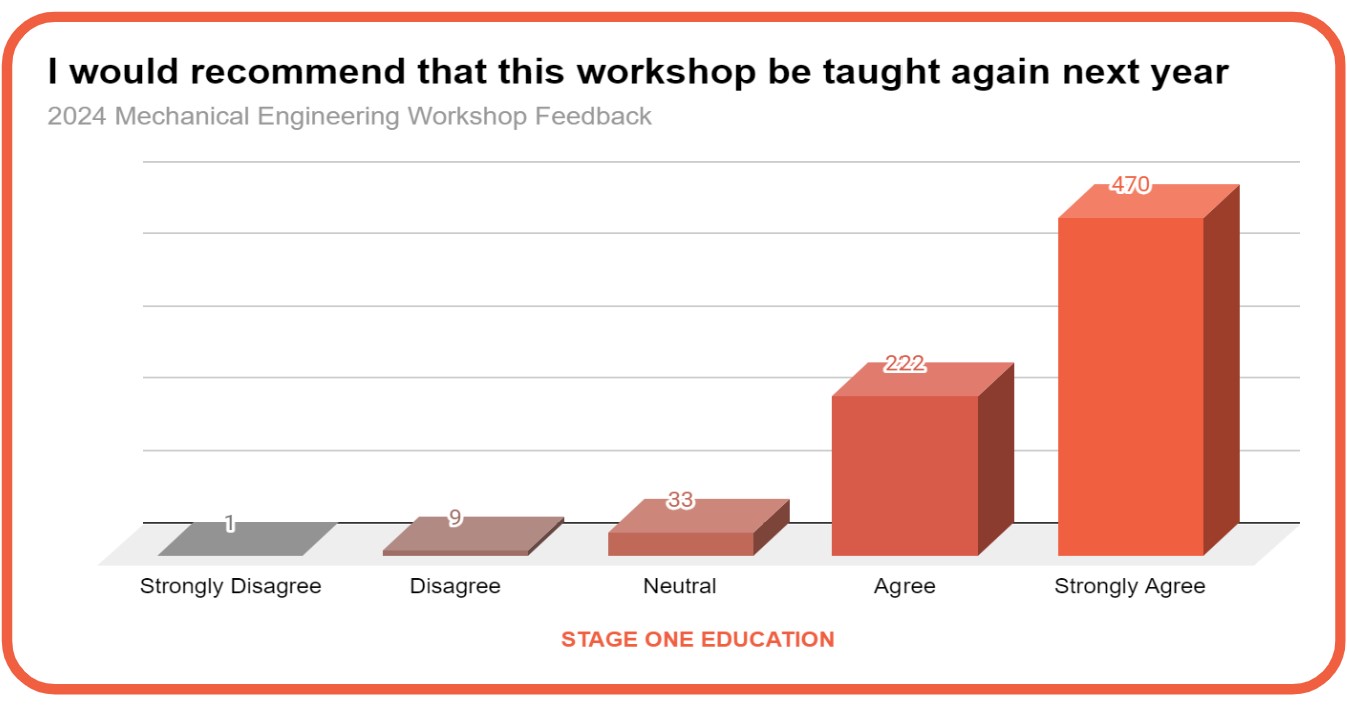 I would recommend that this workshop be taught again next year
2024 Mechanical Engineering Workshop Feedback
470
222
33
9
1
Strongly Disagree
Disagree
Neutral
Agree
Strongly Agree
STAGE ONE EDUCATION